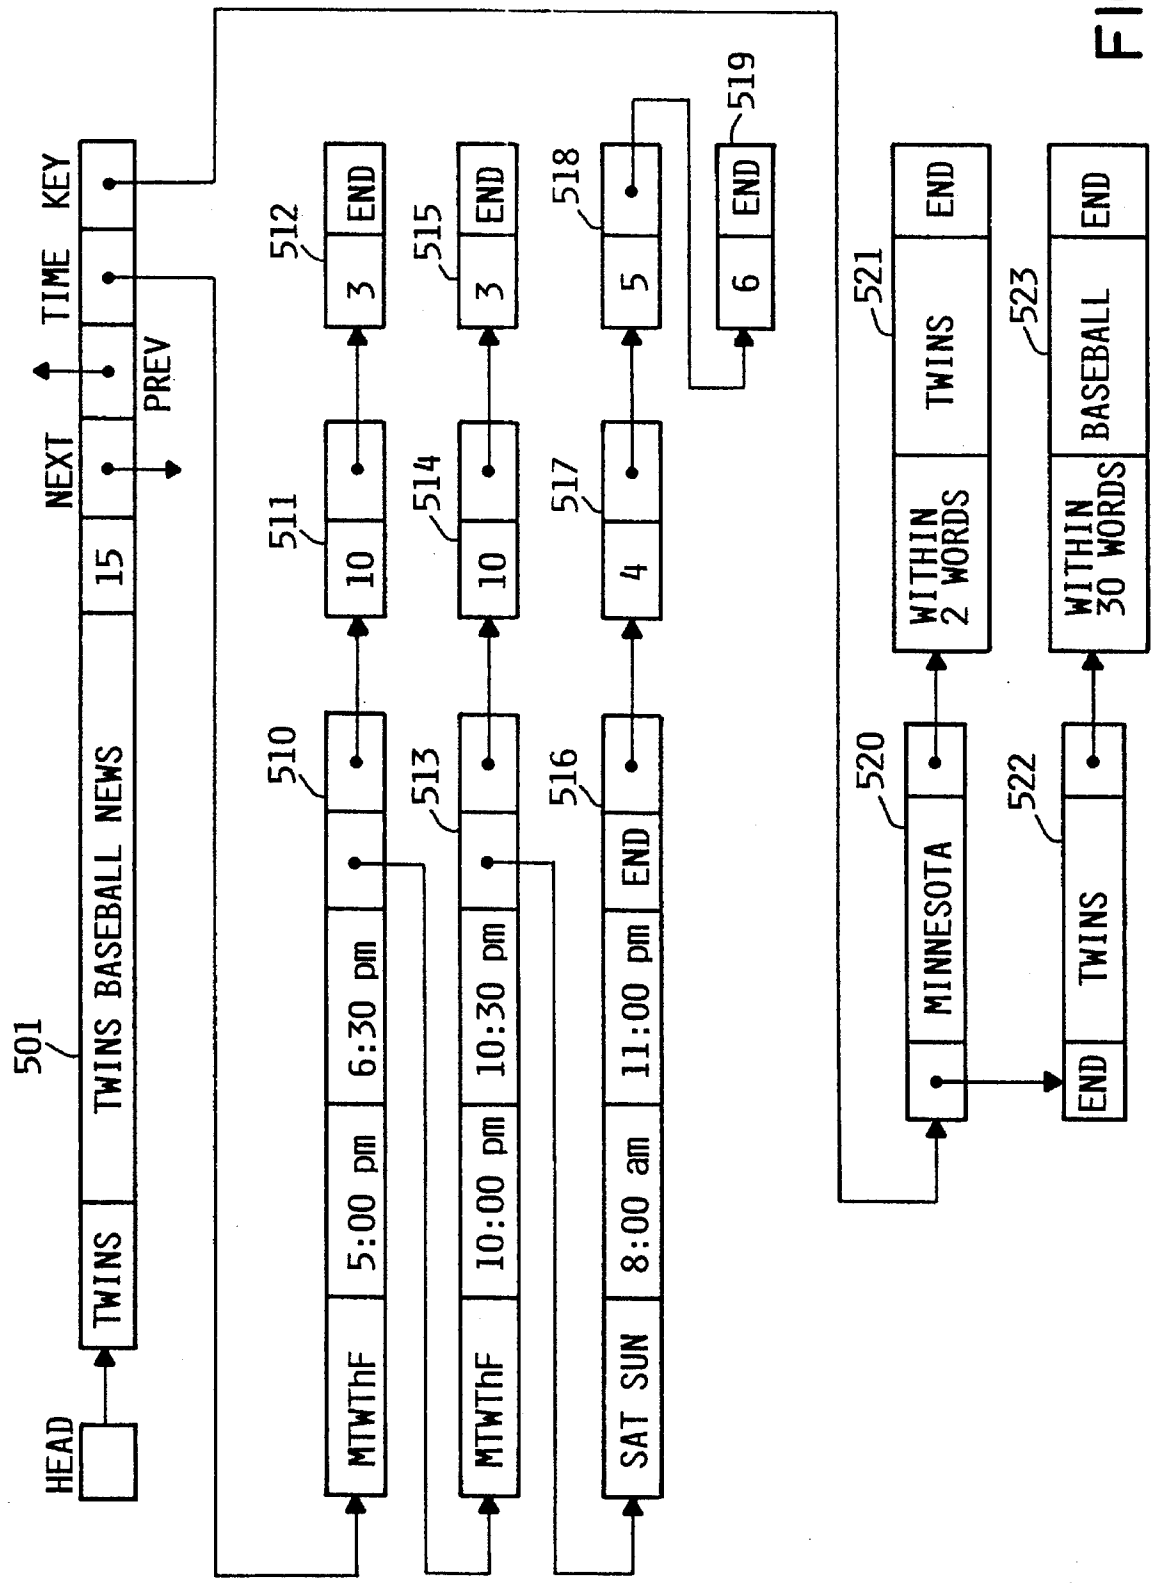 HEAD
501
NEXT TIME KEY
TWINS TWINS BASEBALL NEWS 15
PREV
510 511 512
MTWThF 5:00 pm 6:30 pm 10 3 END
513 514 515
MTWThF 10:00 pm 10:30 pm 10 3 END
516 517 518
SAT SUN 8:00 am 11:00 pm END 4 5
519
6 END
520 521
MINNESOTA WITHIN
2 WORDS TWINS END
522 523
END TWINS WITHIN
30 WORDS BASEBALL END